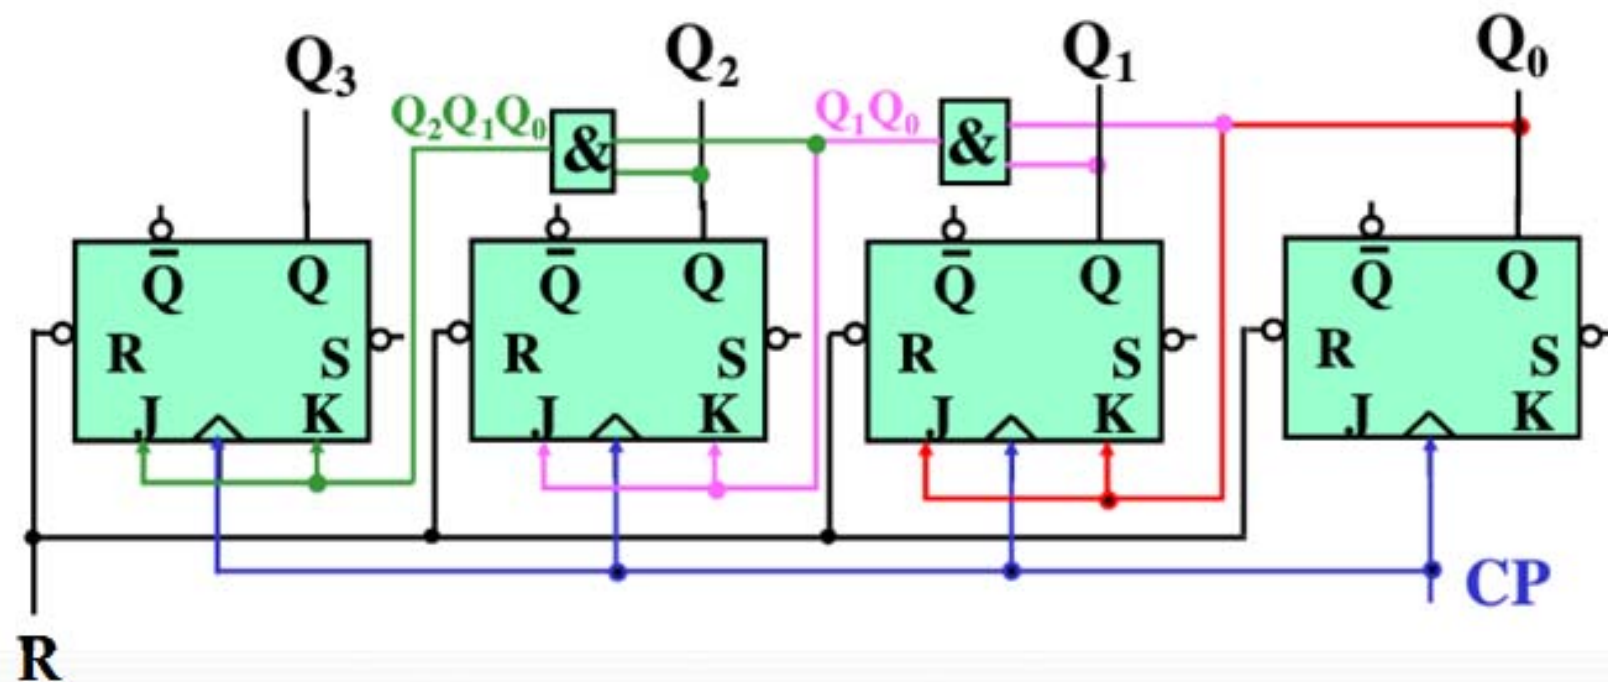 Q₃ Q₂ Q₁ Q₀
Q₂Q₁Q₀ & Q₁Q₀ &
Q̅ Q Q̅ Q Q̅ Q Q̅ Q
R S R S R S R S
J K J K J K J K
CP
R